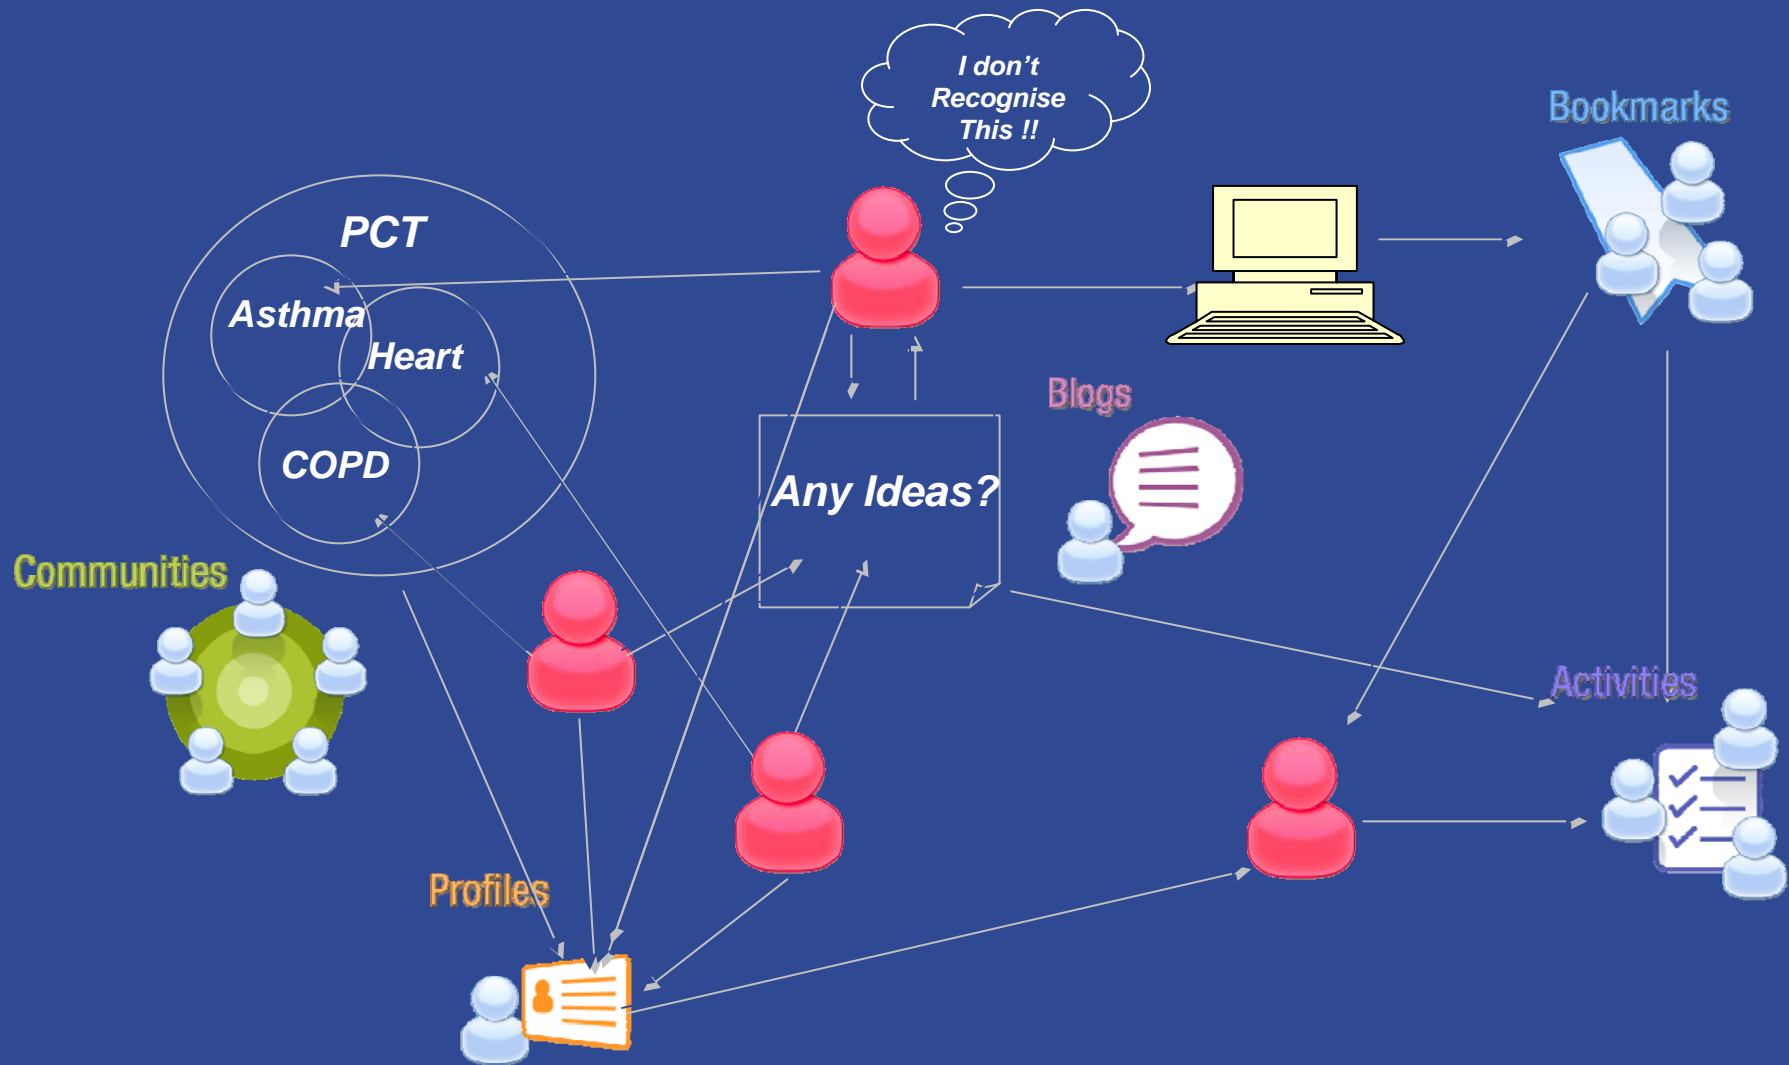 I don’t
Recognise
This !!
Bookmarks
PCT
Asthma
Heart
COPD
Any Ideas?
Blogs
Communities
Activities
Profiles